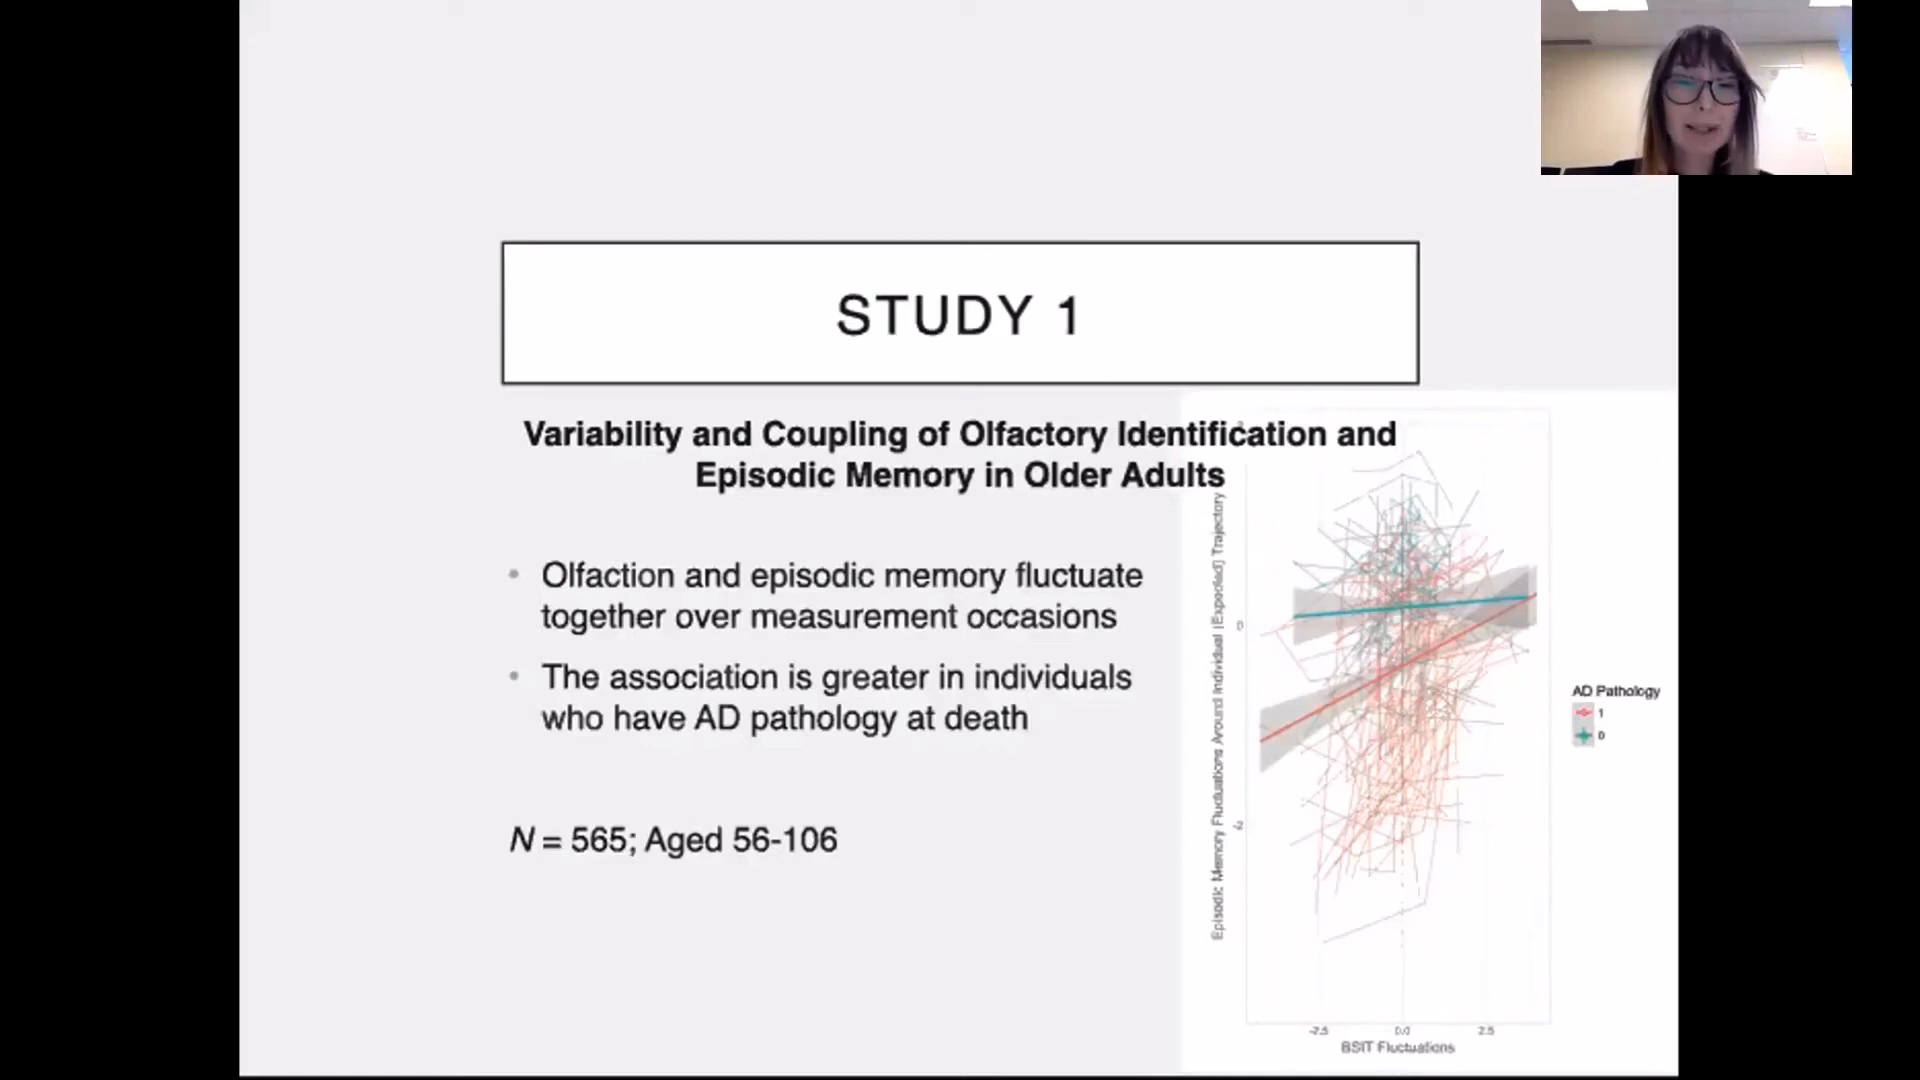 STUDY 1
Variability and Coupling of Olfactory Identification and
Episodic Memory in Older Adults
• Olfaction and episodic memory fluctuate
together over measurement occasions
• The association is greater in individuals
who have AD pathology at death
N = 565; Aged 56-106
Episodic Memory Fluctuations Around Individual [Expected] Trajectory
0
-2
-2.5
0.0
2.5
BSIT Fluctuations
AD Pathology
1
0